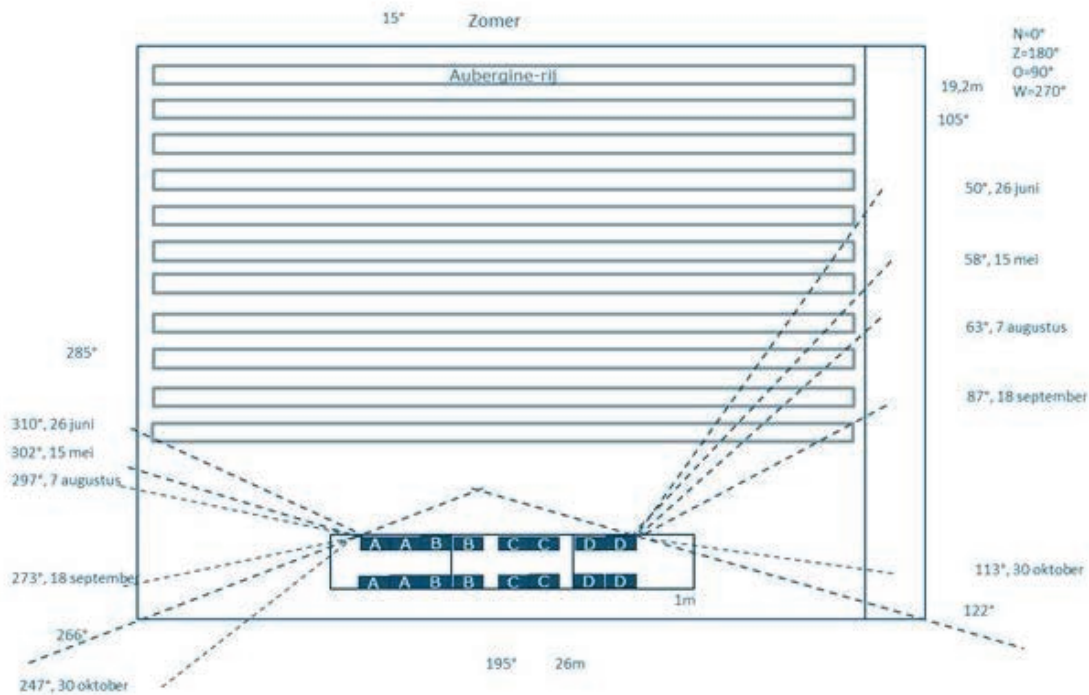 15° Zomer
N=0°
Z=180°
O=90°
W=270°
Aubergine-rij
19,2m
105°
50°, 26 juni
58°, 15 mei
63°, 7 augustus
285°
87°, 18 september
310°, 26 juni
302°, 15 mei
297°, 7 augustus
A A B B C C D D
A A B B C C D D
273°, 18 september
113°, 30 oktober
1m
122°
266°
195° 26m
247°, 30 oktober